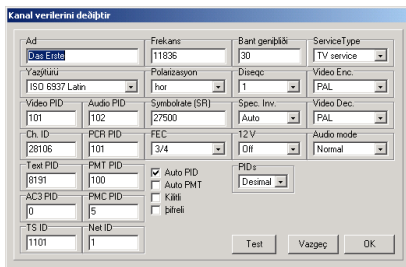 Kanal verilerini deðiþtir
Ad Frekans Bant geniþliði ServiceType
Das Erste 11836 30 TV service
Yazýtürü Polarizasyon Diseqc Video Enc.
ISO 6937 Latin hor 1 PAL
Video PID Audio PID Symbolrate (SR) Spec. Inv. Video Dec.
101 102 27500 Auto PAL
Ch. ID PCR PID FEC 12 V Audio mode
28106 101 3/4 Off Normal
Text PID PMT PID Auto PID PIDs
8191 100 Auto PMT Desimal
AC3 PID PMC PID Kilitli
0 5 þifreli
TS ID Net ID
1101 1 Test Vazgeç OK